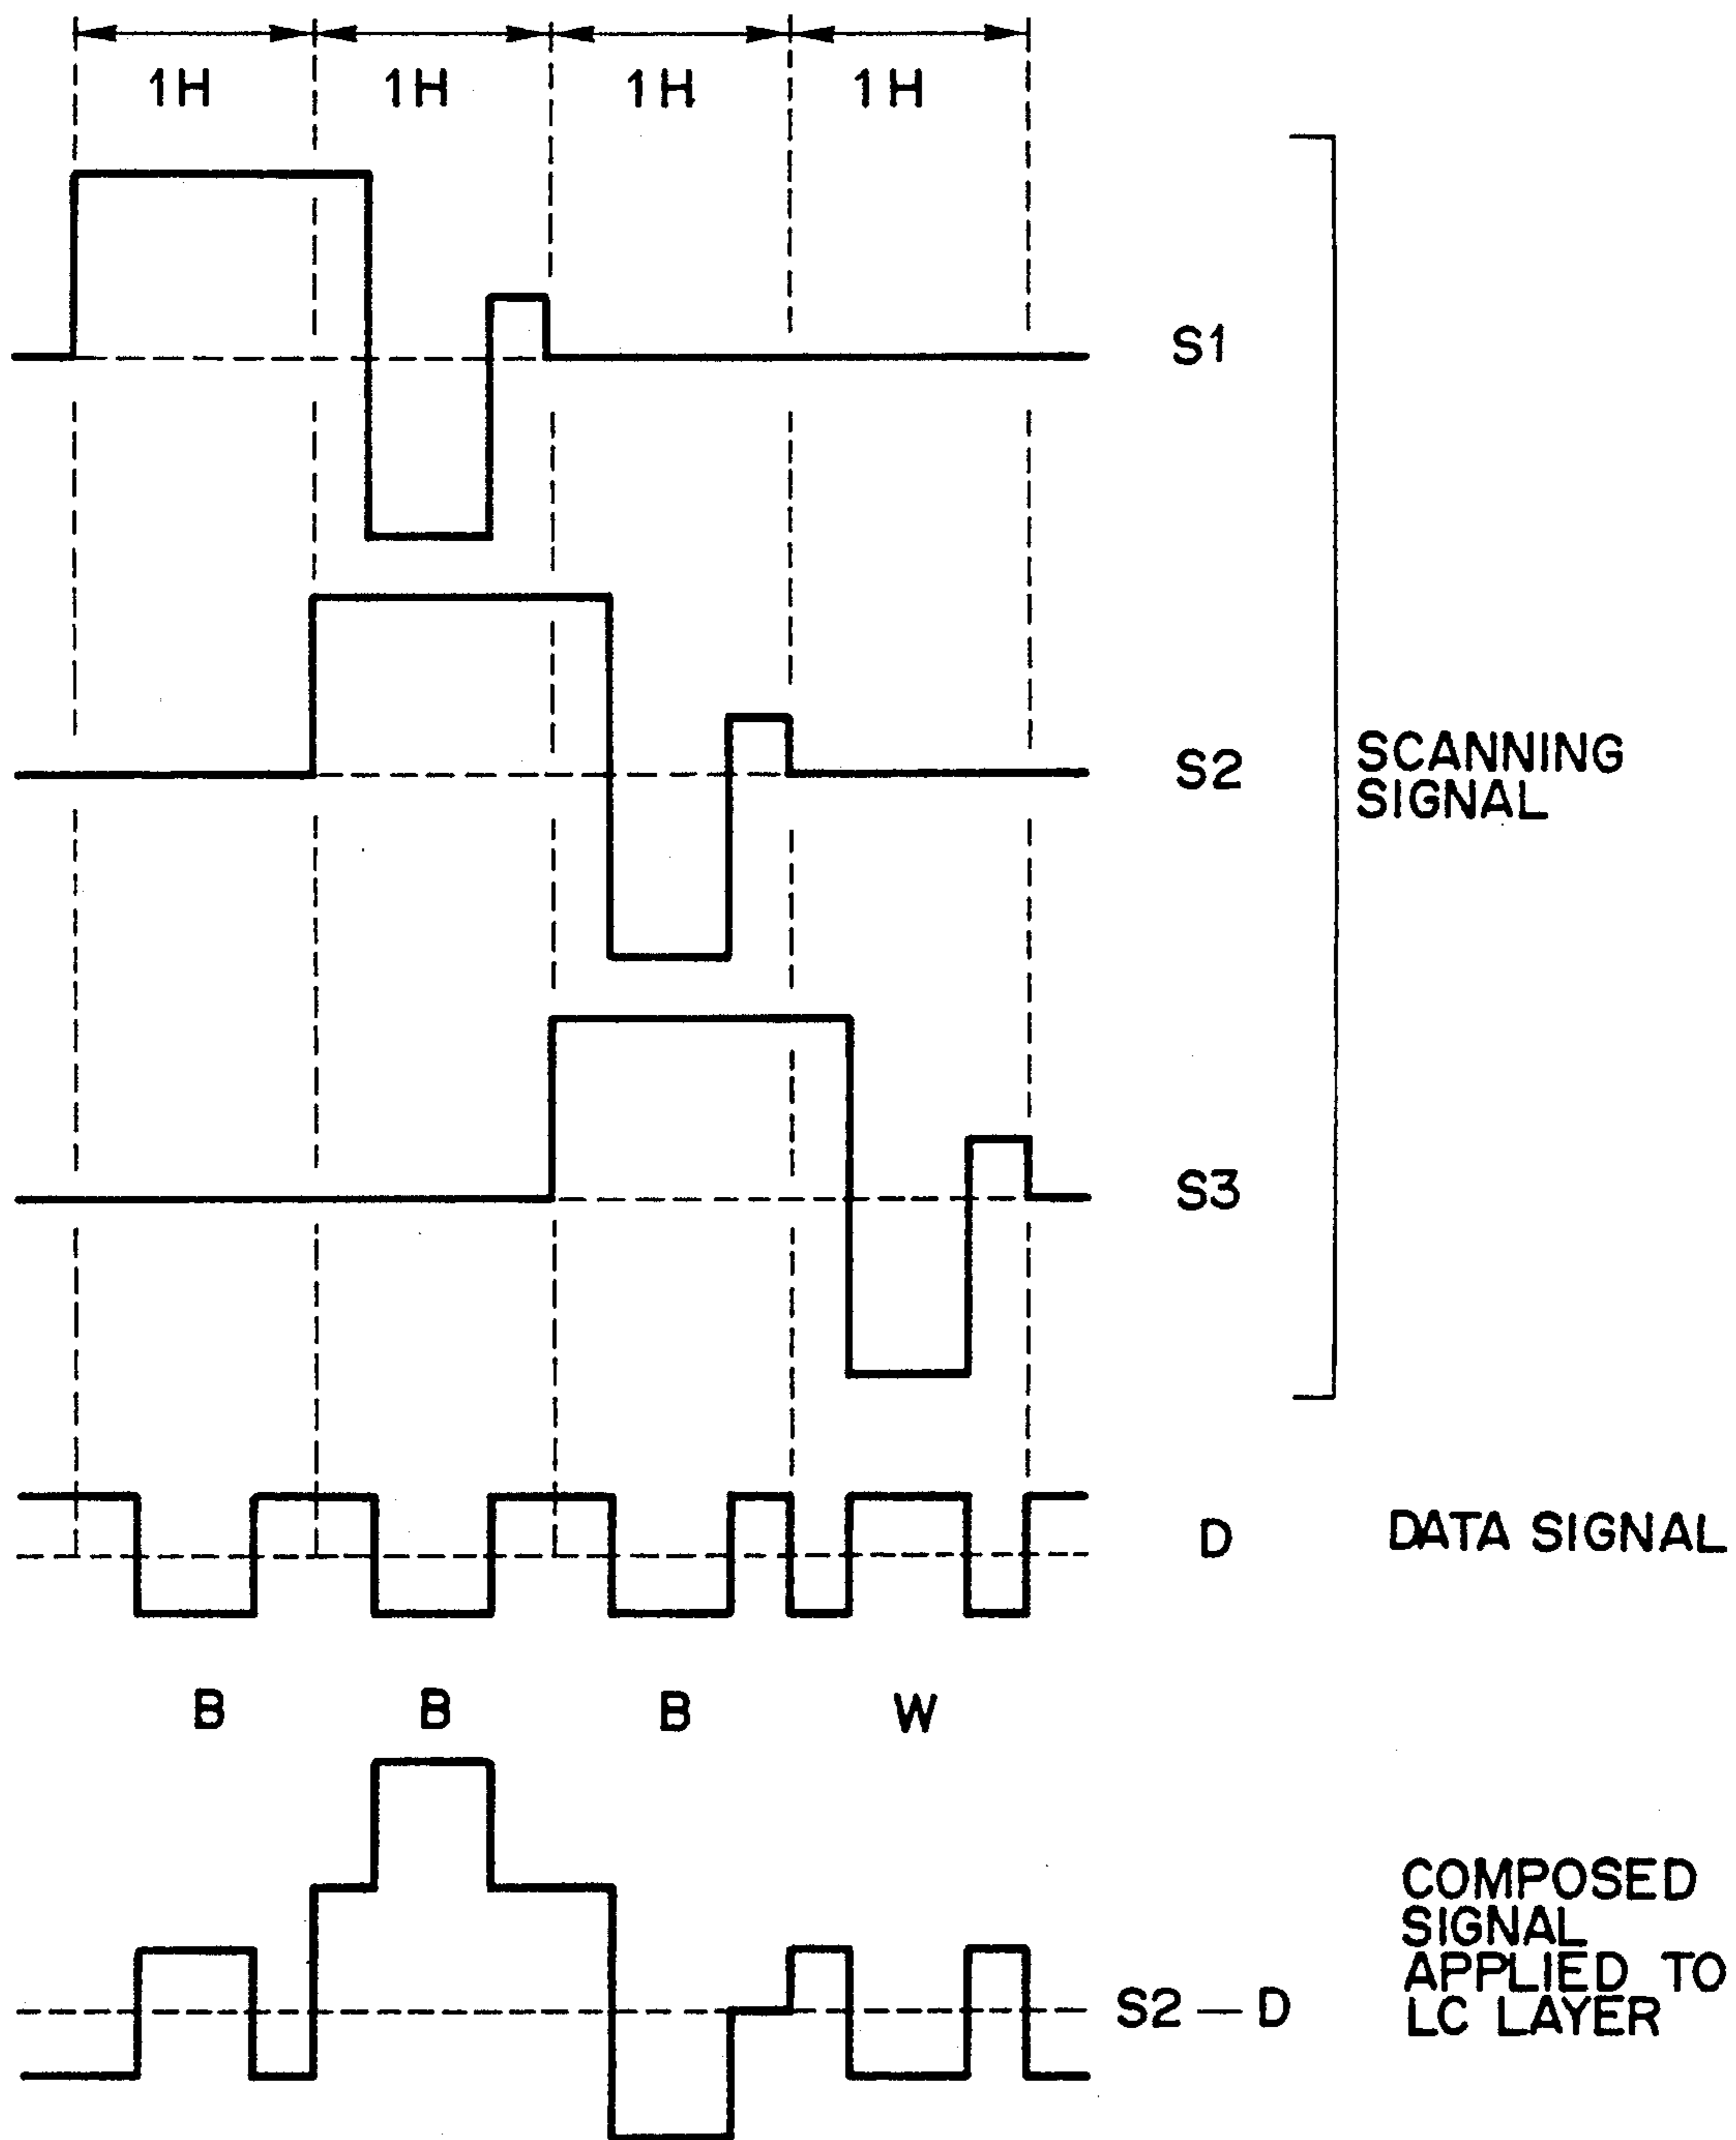 1H 1H 1H 1H
S1
S2
SCANNING
SIGNAL
S3
D
DATA SIGNAL
B B B W
S2 — D
COMPOSED
SIGNAL
APPLIED TO
LC LAYER